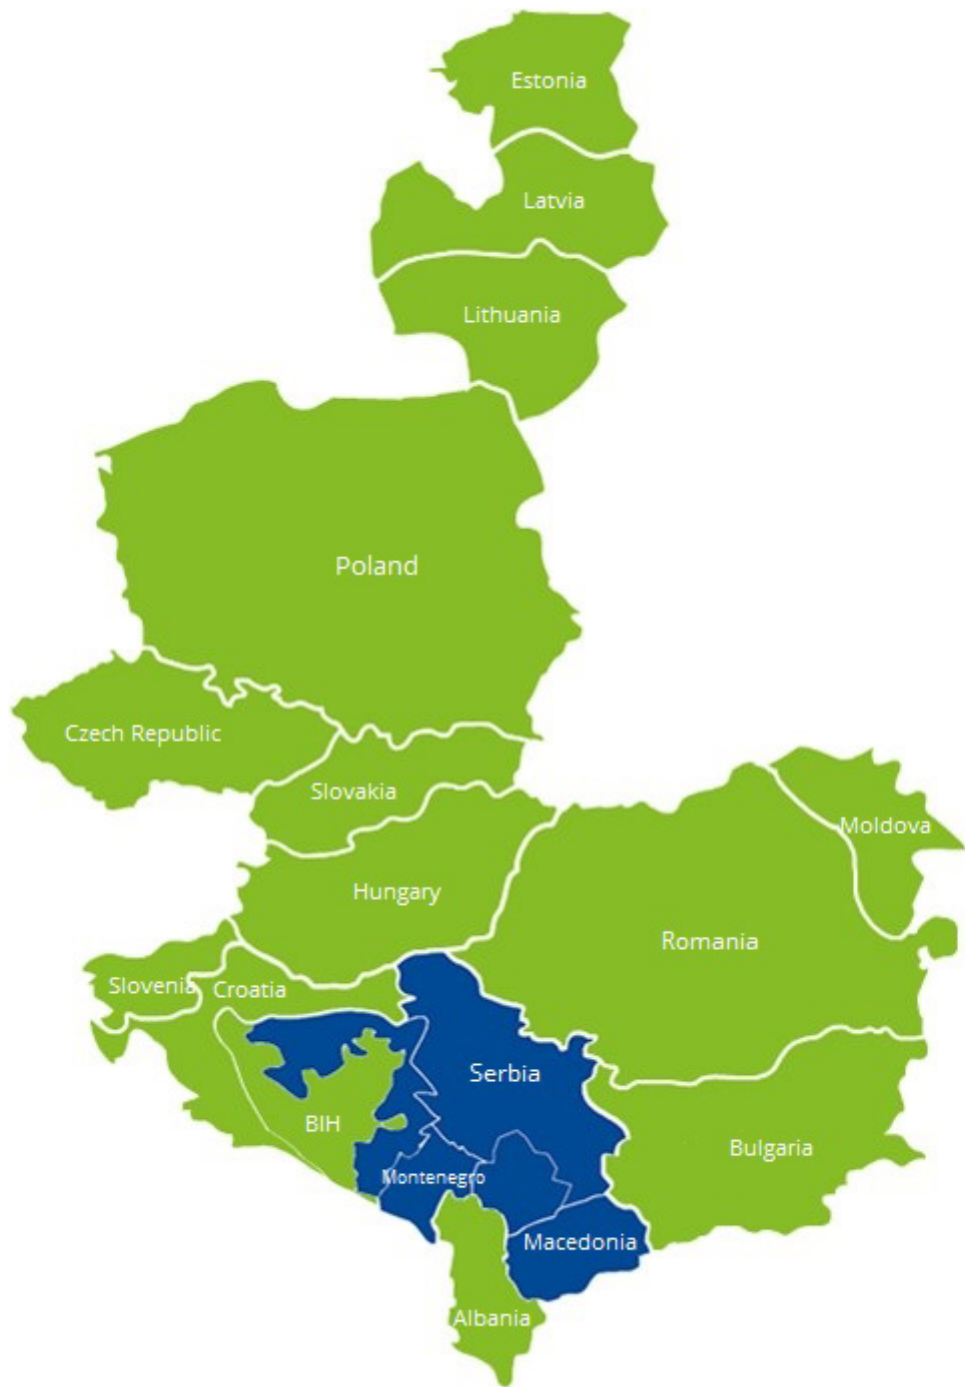 Estonia
Latvia
Lithuania
Poland
Czech Republic
Slovakia
Moldova
Hungary
Romania
Slovenia
Croatia
Serbia
BIH
Bulgaria
Montenegro
Macedonia
Albania